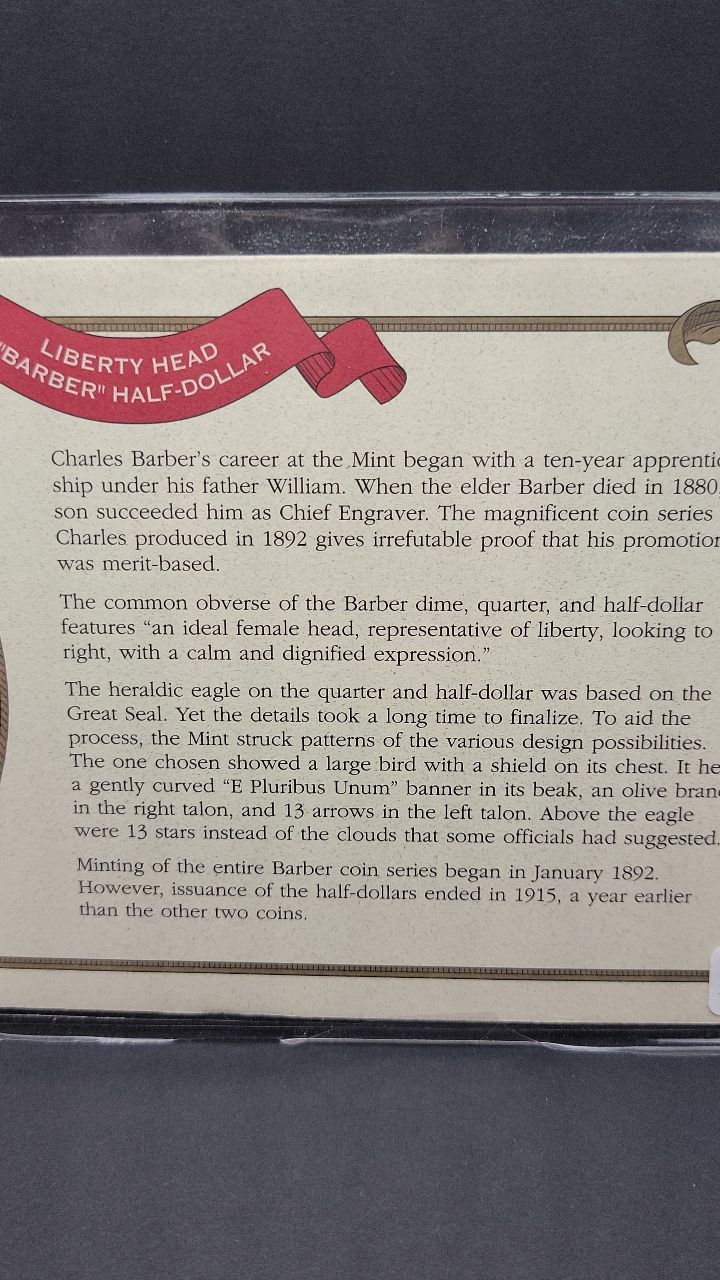 LIBERTY HEAD
"BARBER" HALF-DOLLAR
Charles Barber's career at the Mint began with a ten-year
ship under his father William. When the elder Barber died in 1880,
son succeeded him as Chief Engraver. The magnificent coin series
Charles produced in 1892 gives irrefutable proof that his promotion
was merit-based.
The common obverse of the Barber dime, quarter, and half-dollar
features “an ideal female head, representative of liberty, looking to
right, with a calm and dignified expression.”
The heraldic eagle on the quarter and half-dollar was based on the
Great Seal. Yet the details took a long time to finalize. To aid the
process, the Mint struck patterns of the various design possibilities.
The one chosen showed a large bird with a shield on its chest. It
a gently curved “E Pluribus Unum” banner in its beak, an olive
in the right talon, and 13 arrows in the left talon. Above the eagle
were 13 stars instead of the clouds that some officials had suggested.
Minting of the entire Barber coin series began in January 1892.
However, issuance of the half-dollars ended in 1915, a year earlier
than the other two coins.